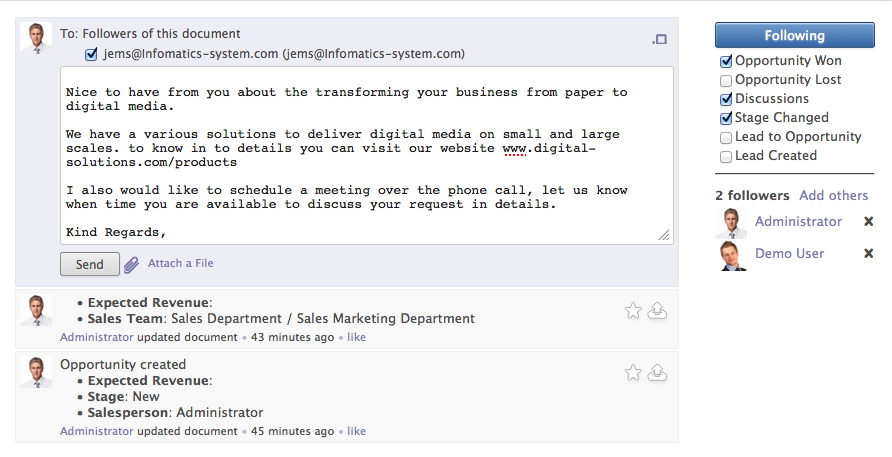 To: Followers of this document
jems@Infomatics-system.com (jems@Infomatics-system.com)
Nice to have from you about the transforming your business from paper to
digital media.
We have a various solutions to deliver digital media on small and large
scales. to know in to details you can visit our website www.digital-
solutions.com/products
I also would like to schedule a meeting over the phone call, let us know
when time you are available to discuss your request in details.
Kind Regards,
Send Attach a File
• Expected Revenue:
• Sales Team: Sales Department / Sales Marketing Department
Administrator updated document • 43 minutes ago • like
Opportunity created
• Expected Revenue:
• Stage: New
• Salesperson: Administrator
Administrator updated document • 45 minutes ago • like
Following
Opportunity Won
Opportunity Lost
Discussions
Stage Changed
Lead to Opportunity
Lead Created
2 followers Add others
Administrator
Demo User